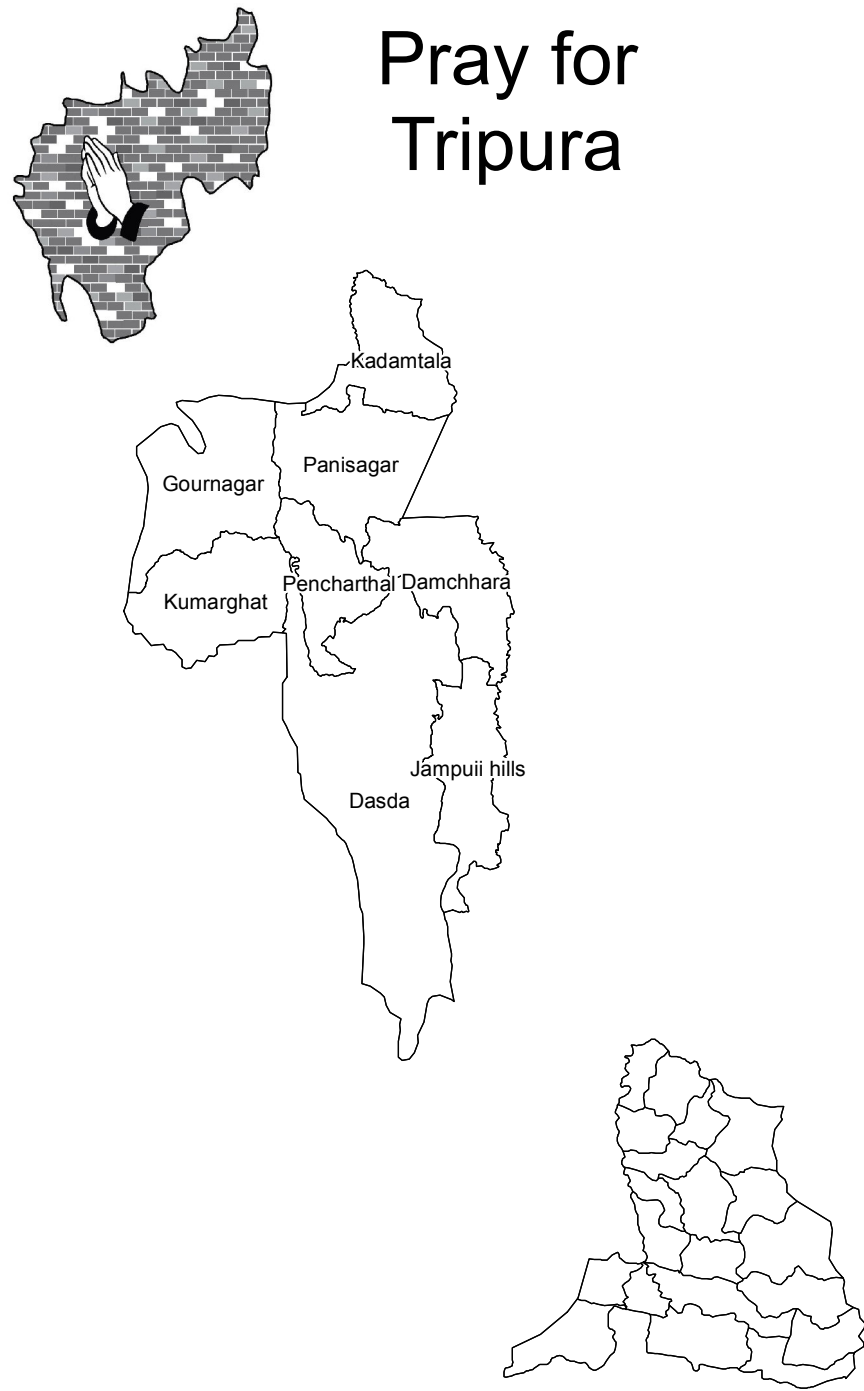 Pray for
Tripura
Kadamtala
Panisagar
Gournagar
Pencharthal
Damchhara
Kumarghat
Jampuii hills
Dasda